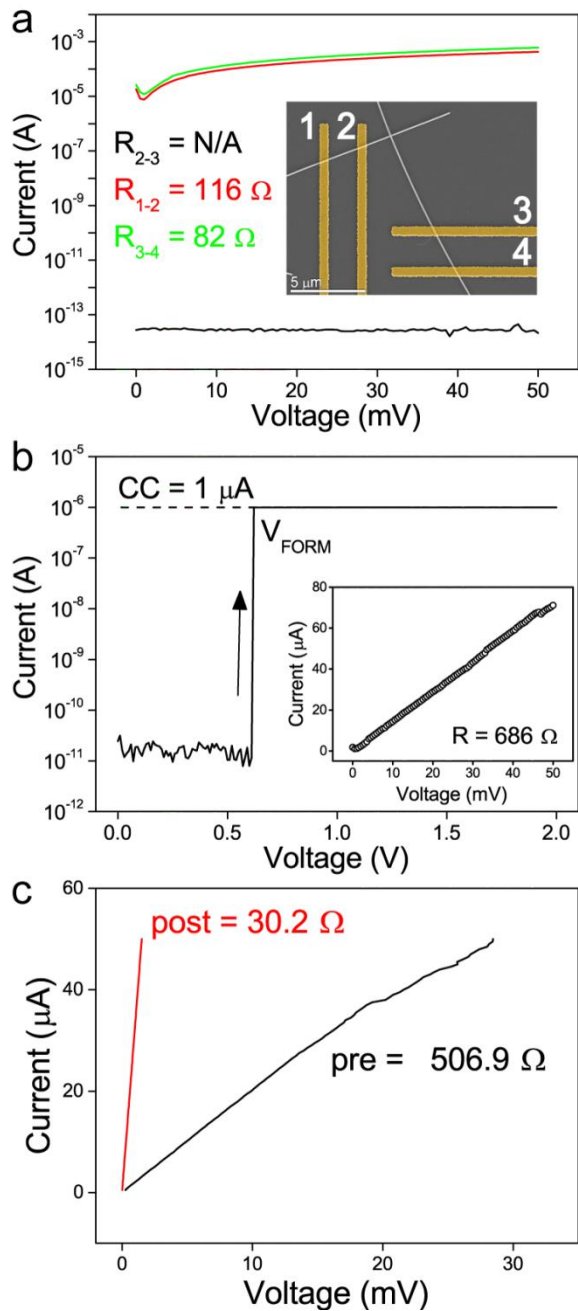 a
10^-3
10^-5
10^-7
10^-9
10^-10
10^-11
10^-13
10^-15
Current (A)
R2-3 = N/A
R1-2 = 116 Ω
R3-4 = 82 Ω
1 2
3
4
5 μm
0 10 20 30 40 50
Voltage (mV)
b
10^-5
10^-6
10^-7
10^-8
10^-9
10^-10
10^-11
10^-12
Current (A)
CC = 1 μA
VFORM
80
60
40
20
0
Current (μA)
R = 686 Ω
0 10 20 30 40 50
Voltage (mV)
0.0 0.5 1.0 1.5 2.0
Voltage (V)
c
60
40
20
0
Current (μA)
post = 30.2 Ω
pre = 506.9 Ω
0 10 20 30
Voltage (mV)